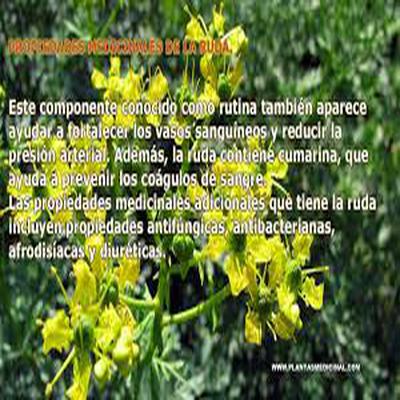 PROPIEDADES MEDICINALES DE LA RUDA.
Este componente conocido como rutina también aparece
ayudar a fortalecer los vasos sanguíneos y reducir la
presión arterial. Además, la ruda contiene cumarina, que
ayuda a prevenir los coágulos de sangre.
Las propiedades medicinales adicionales que tiene la ruda
incluyen propiedades antifúngicas, antibacterianas,
afrodisíacas y diuréticas.
WWW.PLANTASMEDICINAL.COM